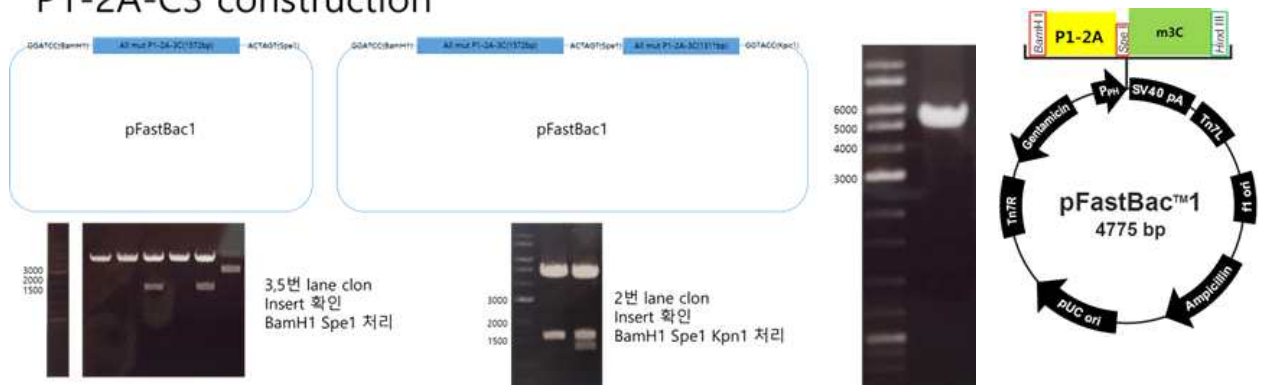 P1-2A-C3 construction
GGATCC(BamH1)
All mut P1-2A-3C(1572bp)
ACTAGT(Spe1)
pFastBac1
GGATCC(BamH1)
All mut P1-2A-3C(1572bp)
ACTAGT(Spe1)
All mut P1-2A-3C(1311bp)
GGTACC(Kpc1)
pFastBac1
3000
2000
1500
3,5번 lane clon
Insert 확인
BamH1 Spe1 처리
3000
2000
1500
2번 lane clon
Insert 확인
BamH1 Spe1 Kpn1 처리
6000
5000
4000
3000
BamH I
P1-2A
Spe I
m3C
Hind III
PPH
SV40 pA
Tn7L
f1 ori
Ampicillin
pUC ori
Tn7R
Gentamicin
pFastBac™1
4775 bp